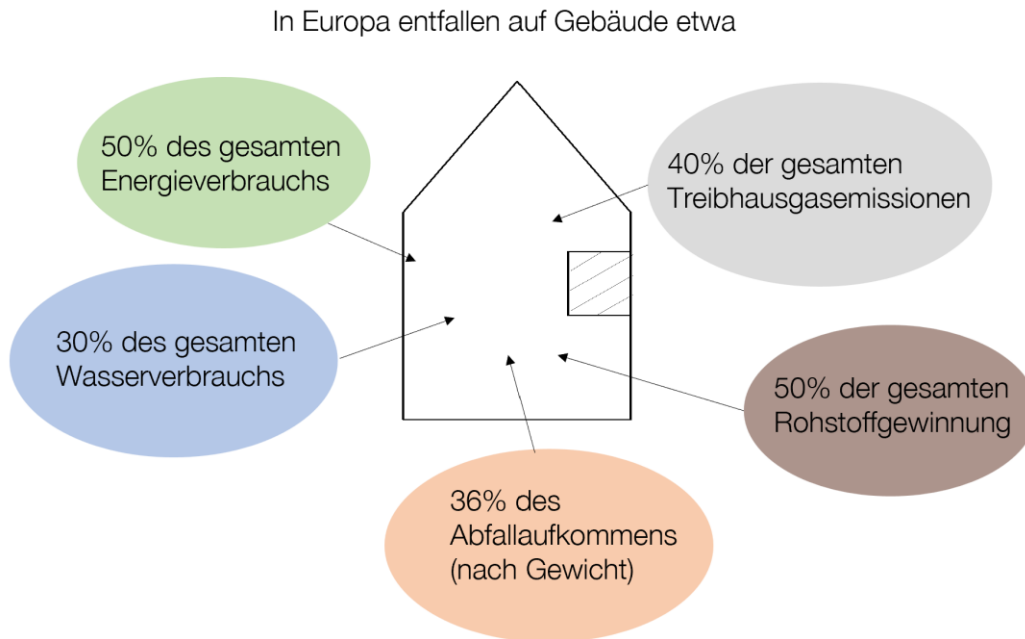 In Europa entfallen auf Gebäude etwa
50% des gesamten
Energieverbrauchs
40% der gesamten
Treibhausgasemissionen
30% des gesamten
Wasserverbrauchs
50% der gesamten
Rohstoffgewinnung
36% des
Abfallaufkommens
(nach Gewicht)